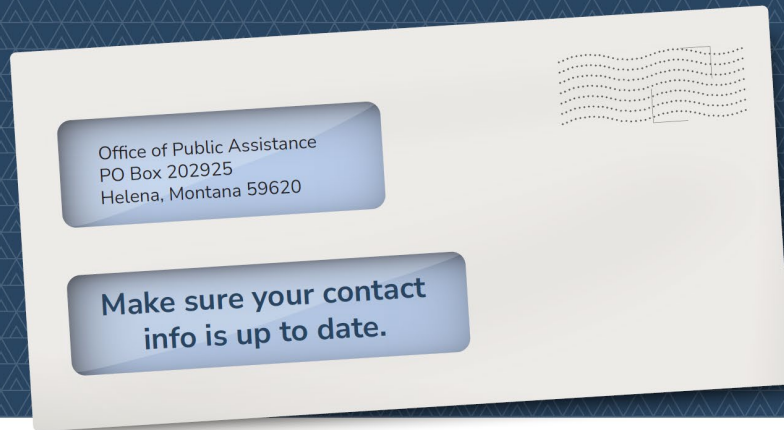 Office of Public Assistance
PO Box 202925
Helena, Montana 59620
Make sure your contact
info is up to date.